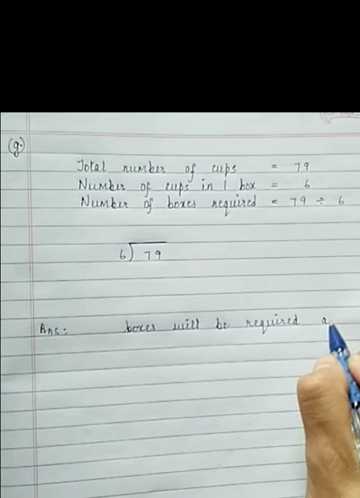 (g.)
Total number of cups = 79
Number of cups in 1 box = 6
Number of boxes required = 79 ÷ 6
6) 79
Ans: boxes will be required a